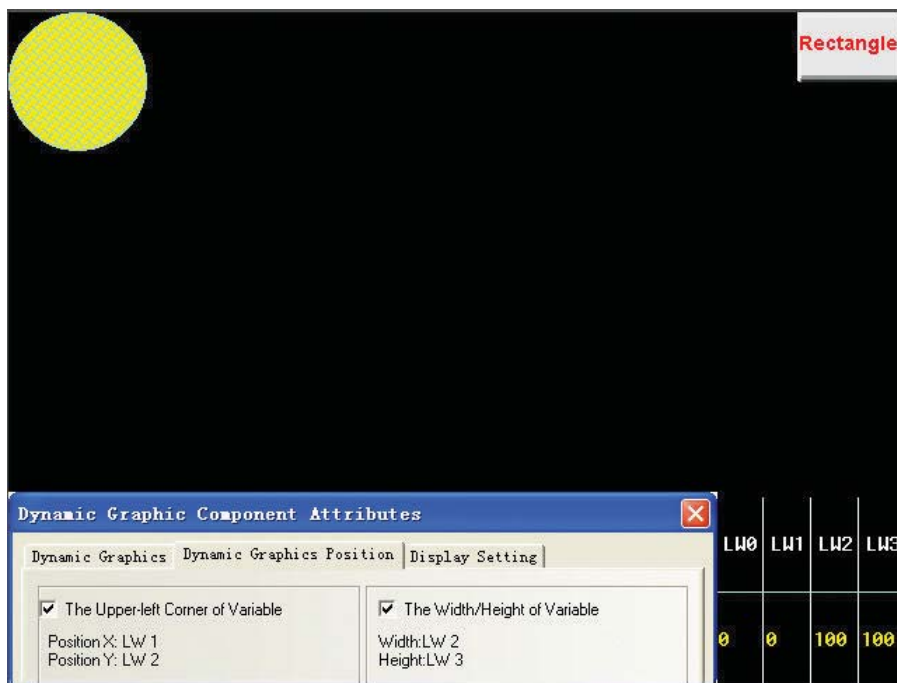 Rectangle
Dynamic Graphic Component Attributes
Dynamic Graphics Dynamic Graphics Position Display Setting
The Upper-left Corner of Variable
Position X: LW 1
Position Y: LW 2
The Width/Height of Variable
Width:LW 2
Height:LW 3
LW0 LW1 LW2 LW3
0 0 100 100